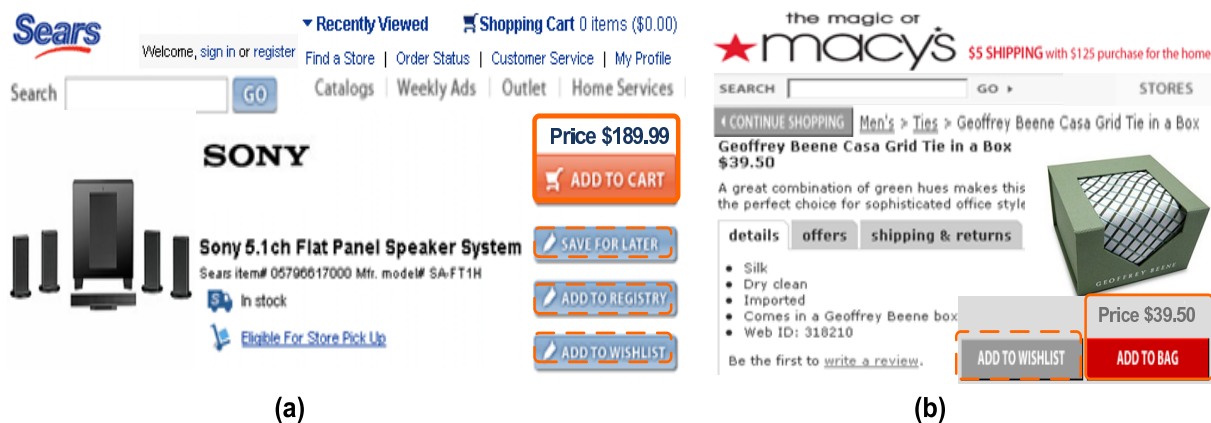 Sears
Welcome, sign in or register
Recently Viewed
Shopping Cart 0 items ($0.00)
Find a Store | Order Status | Customer Service | My Profile
Search
GO
Catalogs | Weekly Ads | Outlet | Home Services
SONY
Price $189.99
ADD TO CART
Sony 5.1ch Flat Panel Speaker System
Sears item# 05796617000 Mfr. model# SA-FT1H
In stock
Eligible For Store Pick Up
SAVE FOR LATER
ADD TO REGISTRY
ADD TO WISHLIST
(a)
the magic of
macy's
$5 SHIPPING with $125 purchase for the home
SEARCH
GO
STORES
CONTINUE SHOPPING
Men's > Ties > Geoffrey Beene Casa Grid Tie in a Box
Geoffrey Beene Casa Grid Tie in a Box
$39.50
A great combination of green hues makes this
the perfect choice for sophisticated office style
details
offers
shipping & returns
Silk
Dry clean
Imported
Comes in a Geoffrey Beene box
Web ID: 318210
Be the first to write a review.
GEOFFREY BEENE
Price $39.50
ADD TO WISHLIST
ADD TO BAG
(b)